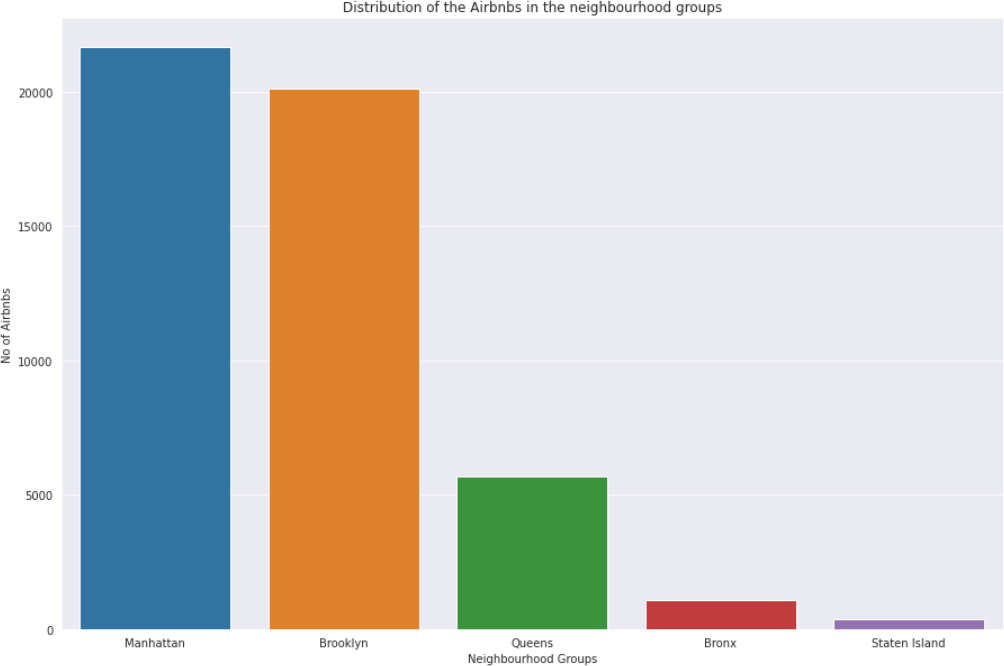 Distribution of the Airbnbs in the neighbourhood groups
No of Airbnbs
20000
15000
10000
5000
0
Manhattan Brooklyn Queens Bronx Staten Island
Neighbourhood Groups